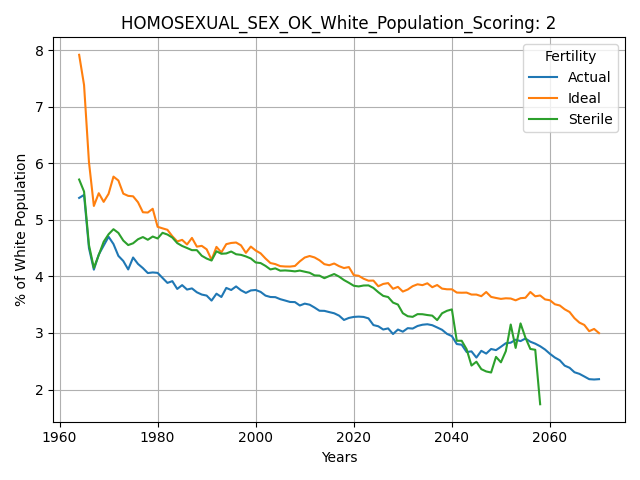 HOMOSEXUAL_SEX_OK_White_Population_Scoring: 2
Fertility
Actual
Ideal
Sterile
% of White Population
8
7
6
5
4
3
2
1960 1980 2000 2020 2040 2060
Years